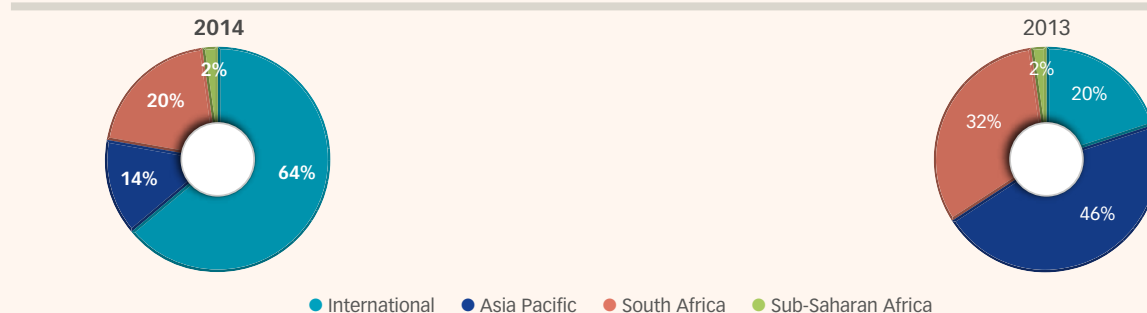 2014
2013
2%
20%
14%
64%
2%
20%
32%
46%
International
Asia Pacific
South Africa
Sub-Saharan Africa